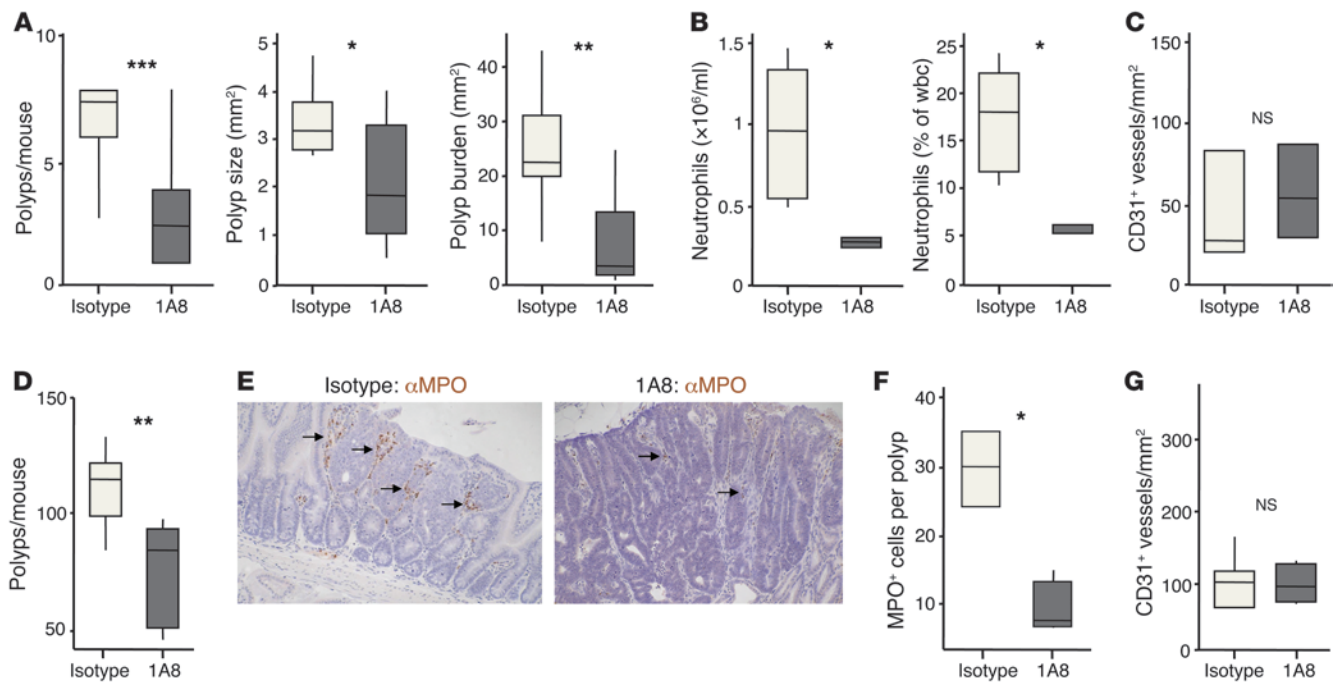 A
Polyps/mouse
10
5
0
***
Isotype 1A8
Polyp size (mm²)
5
4
3
2
1
0
*
Isotype 1A8
Polyp burden (mm²)
40
30
20
10
0
**
Isotype 1A8
B
Neutrophils (×10⁶/ml)
1.5
1
0.5
0
*
Isotype 1A8
Neutrophils (% of wbc)
25
20
15
10
5
0
*
Isotype 1A8
C
CD31⁺ vessels/mm²
150
100
50
0
NS
Isotype 1A8
D
Polyps/mouse
150
100
50
**
Isotype 1A8
E
Isotype: αMPO
1A8: αMPO
F
MPO⁺ cells per polyp
40
30
20
10
*
Isotype 1A8
G
CD31⁺ vessels/mm²
300
200
100
0
NS
Isotype 1A8